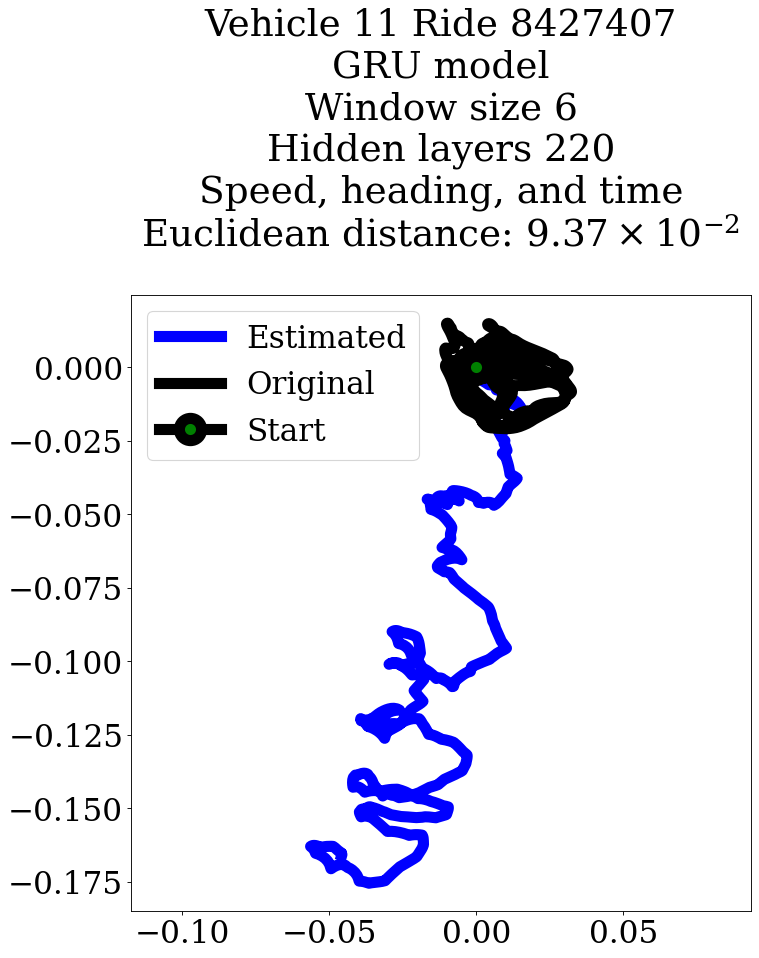 Vehicle 11 Ride 8427407
GRU model
Window size 6
Hidden layers 220
Speed, heading, and time
Euclidean distance: 9.37 × 10⁻²
Estimated
Original
Start
0.000
−0.025
−0.050
−0.075
−0.100
−0.125
−0.150
−0.175
−0.10
−0.05
0.00
0.05